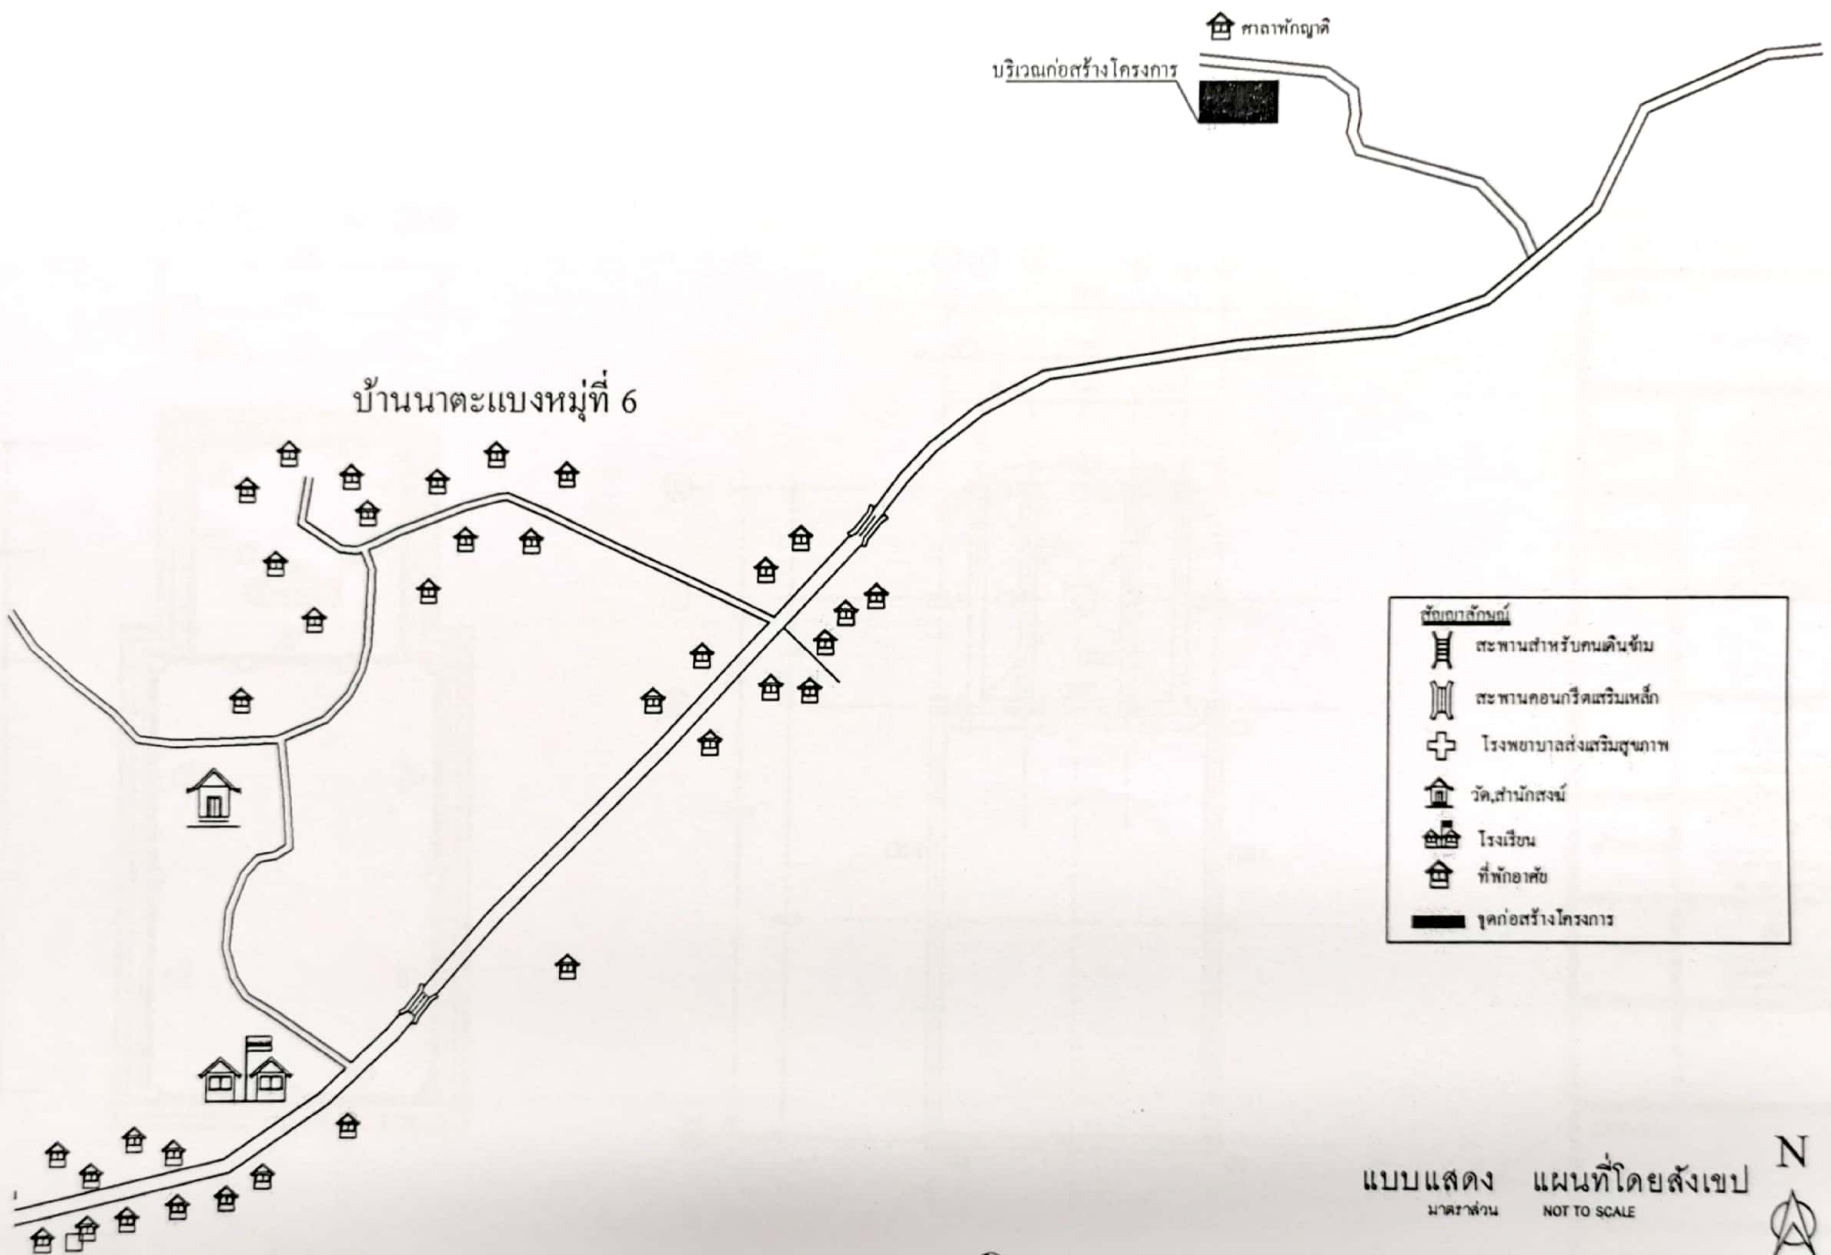 ศาลาพักญาติ
บริเวณก่อสร้างโครงการ
บ้านนาตะแบงหมู่ที่ 6
สัญญาลักษณ์
สะพานสำหรับคนเดินข้าม
สะพานคอนกรีตเสริมเหล็ก
โรงพยาบาลส่งเสริมสุขภาพ
วัด,สำนักสงฆ์
โรงเรียน
ที่พักอาศัย
จุดก่อสร้างโครงการ
N
แบบแสดง แผนที่โดยสังเขป
มาตราส่วน NOT TO SCALE